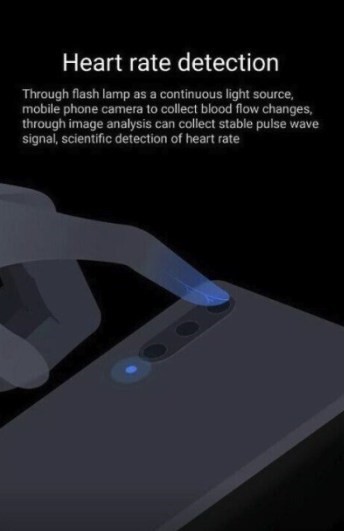 Heart rate detection
Through flash lamp as a continuous light source,
mobile phone camera to collect blood flow changes,
through image analysis can collect stable pulse wave
signal, scientific detection of heart rate